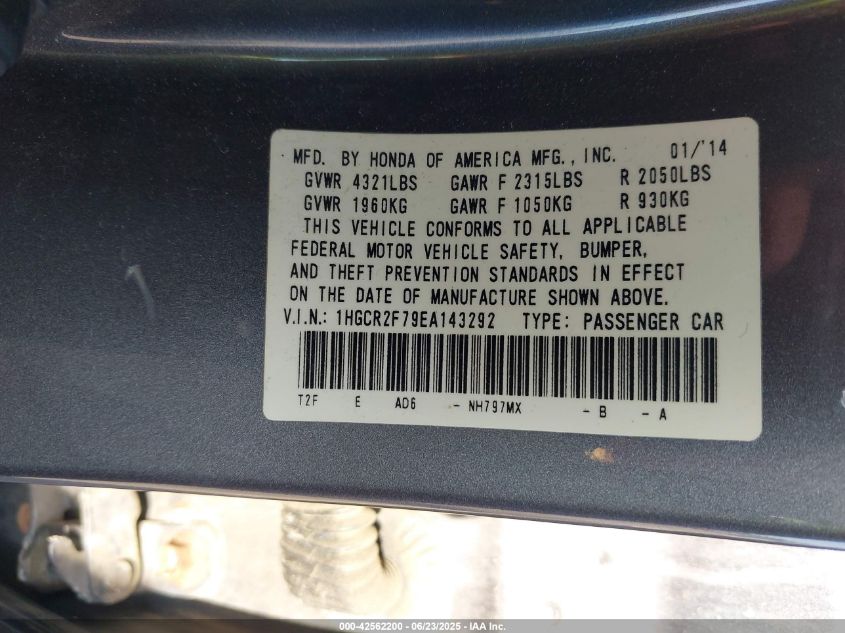 MFD. BY HONDA OF AMERICA MFG., INC. 01/'14
GVWR 4321LBS GAWR F 2315LBS R 2050LBS
GVWR 1960KG GAWR F 1050KG R 930KG
THIS VEHICLE CONFORMS TO ALL APPLICABLE
FEDERAL MOTOR VEHICLE SAFETY, BUMPER,
AND THEFT PREVENTION STANDARDS IN EFFECT
ON THE DATE OF MANUFACTURE SHOWN ABOVE.
V.I.N.: 1HGCR2F79EA143292 TYPE: PASSENGER CAR
T2F E AD6 - NH797MX - B - A
000-42562200 - 06/23/2025 - IAA Inc.